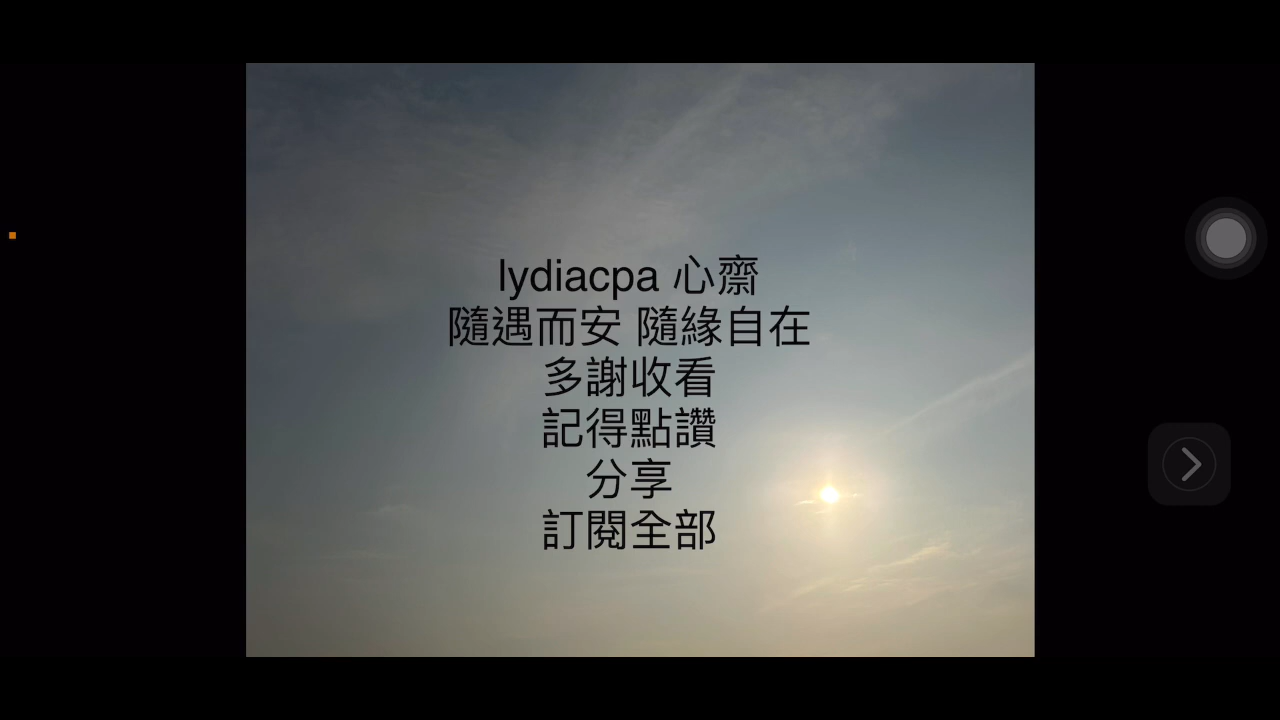 lydiacpa 心齋
隨遇而安 隨緣自在
多謝收看
記得點讚
分享
訂閱全部